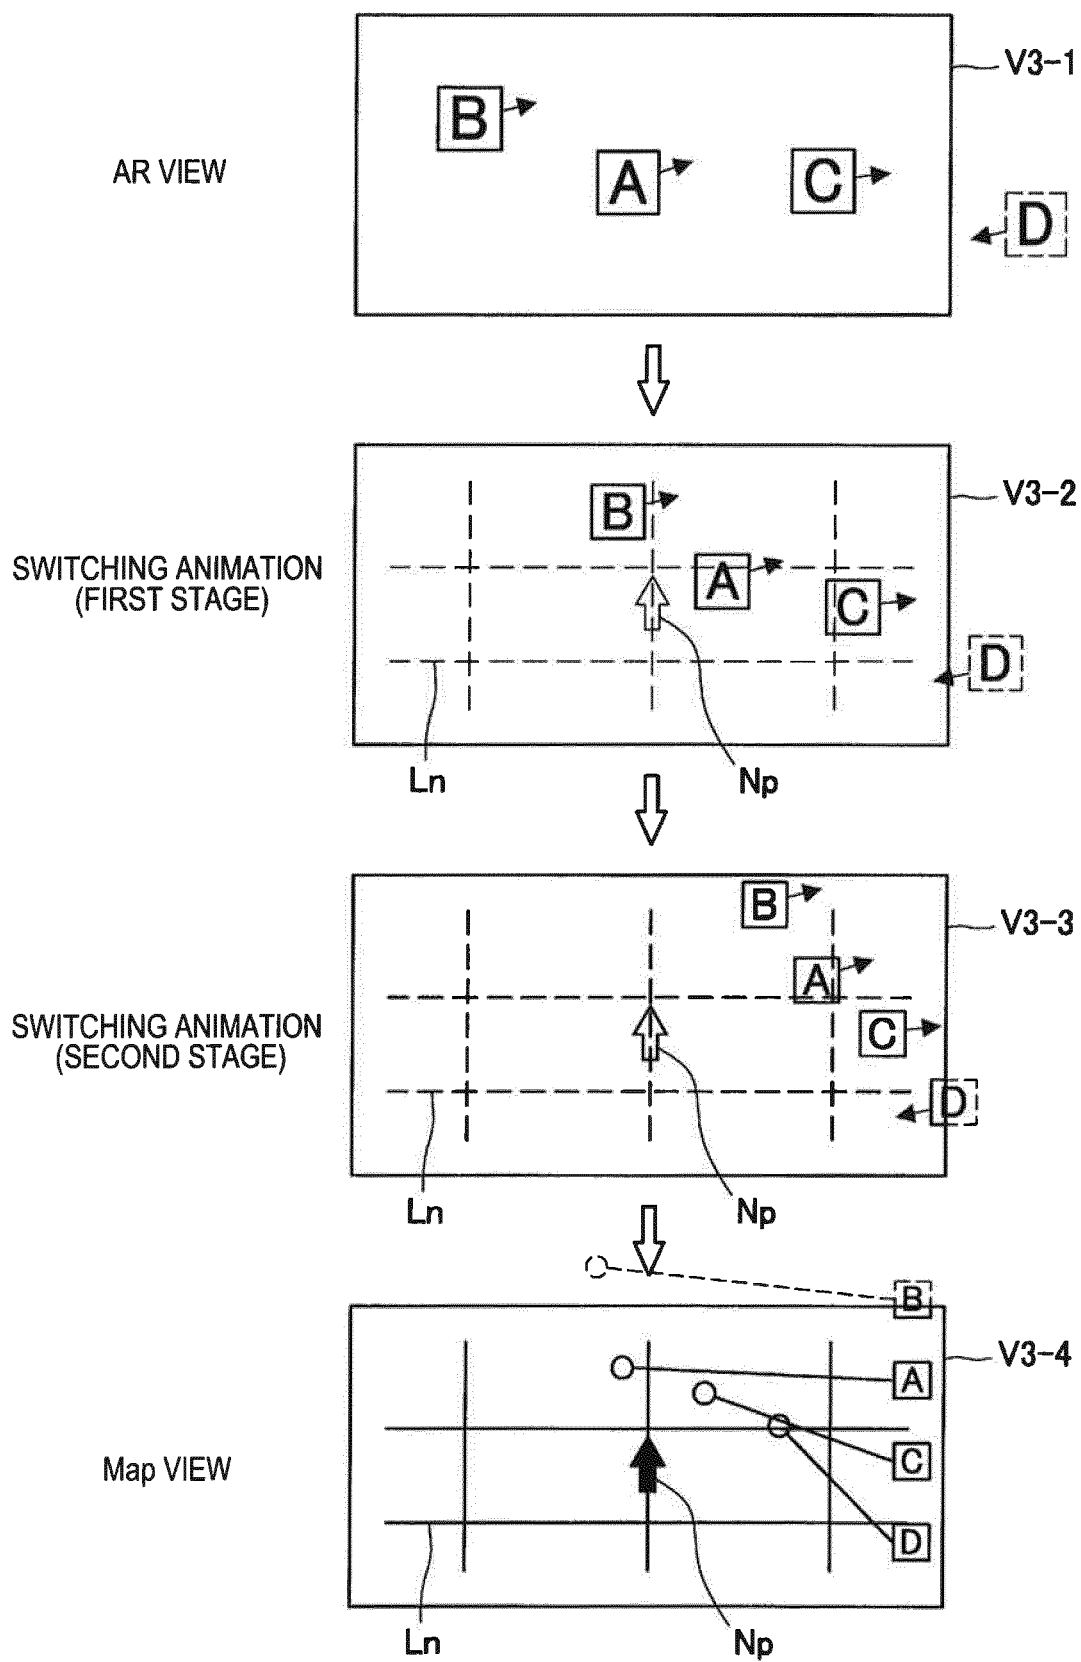 V3-1
B
A
C
D
AR VIEW
V3-2
B
A
C
D
SWITCHING ANIMATION
(FIRST STAGE)
Ln
Np
V3-3
B
A
C
D
SWITCHING ANIMATION
(SECOND STAGE)
Ln
Np
B
V3-4
A
C
D
Map VIEW
Ln
Np